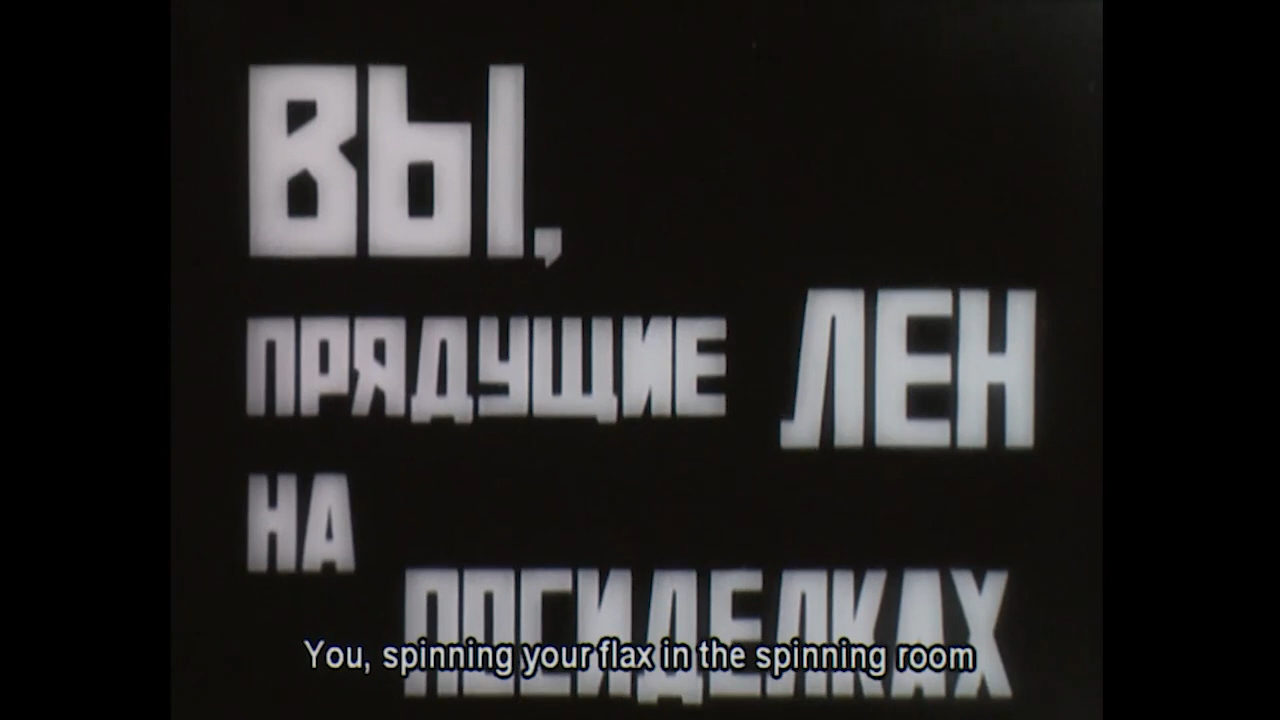 ВЫ,
ПРЯДУЩИЕ ЛЕН
НА
ПОСИДЕЛКАХ
You, spinning your flax in the spinning room